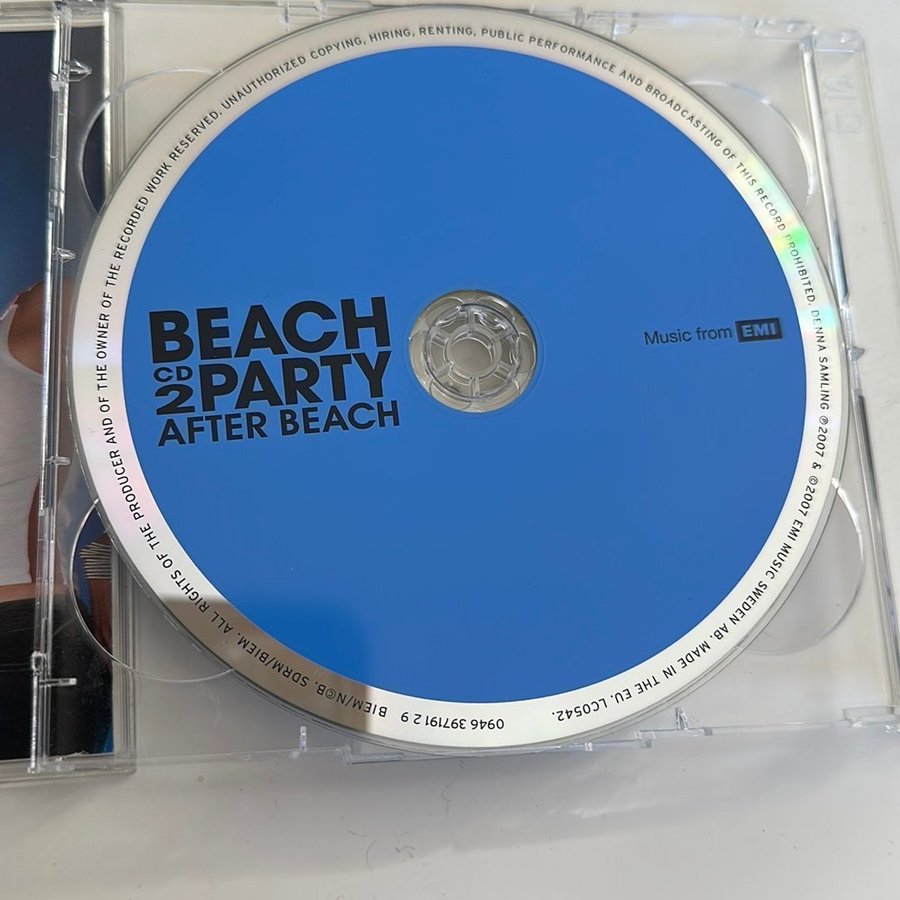 BEACH
CD
2 PARTY
AFTER BEACH
Music from EMI
ALL RIGHTS OF THE PRODUCER AND OF THE OWNER OF THE RECORDED WORK RESERVED. UNAUTHORIZED COPYING, HIRING, RENTING, PUBLIC PERFORMANCE AND BROADCASTING OF THIS RECORD PROHIBITED. DENNA SAMLING ℗2007 & ©2007 EMI MUSIC SWEDEN AB. MADE IN THE EU. LC0542.
0946 397191 2 9 BIEM/N©B. SDRM/BIEM.